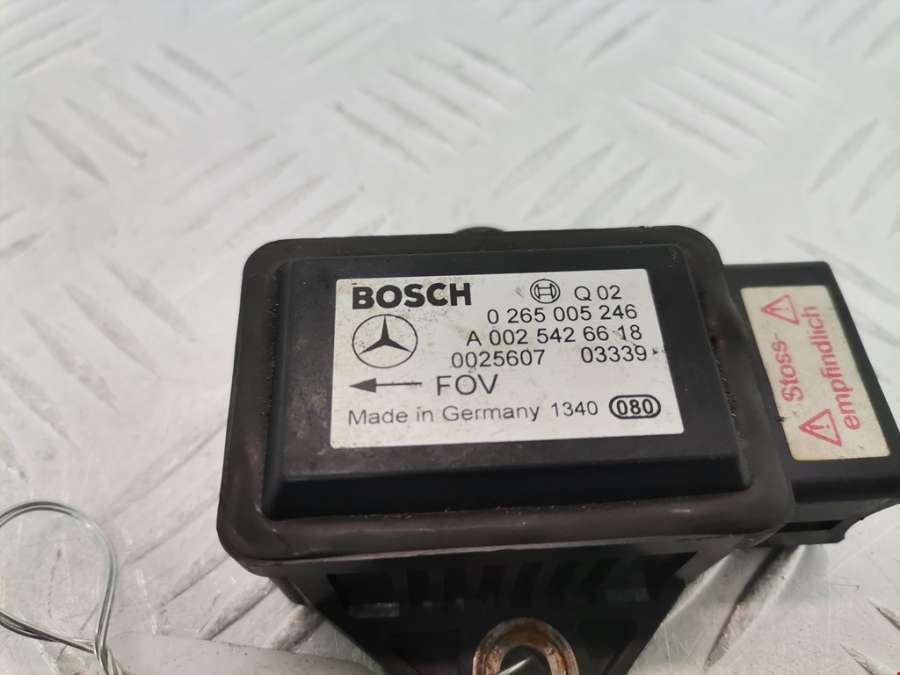 BOSCH Q 02
0 265 005 246
A 002 542 66 18
0025607 03339
FOV
Made in Germany 1340 080
Stoss-
empfindlich